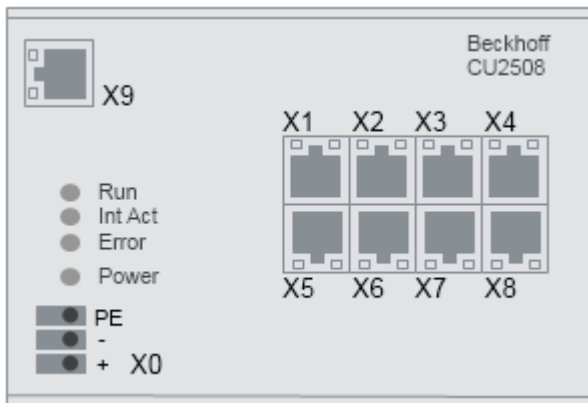 Beckhoff
CU2508
X9
X1 X2 X3 X4
Run
Int Act
Error
Power
X5 X6 X7 X8
PE
-
+ X0